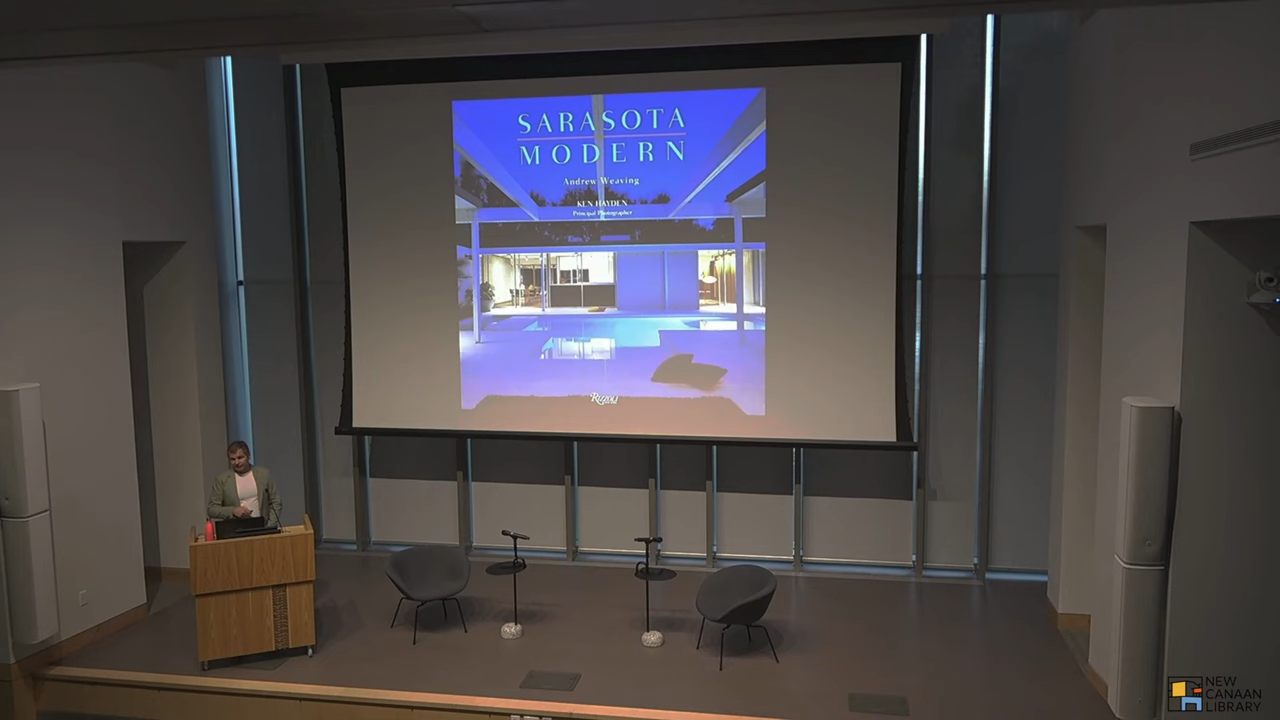 SARASOTA
MODERN
Andrew Weaving
KEN HAYDEN
Principal Photographer
Rizzoli
NEW
CANAAN
LIBRARY